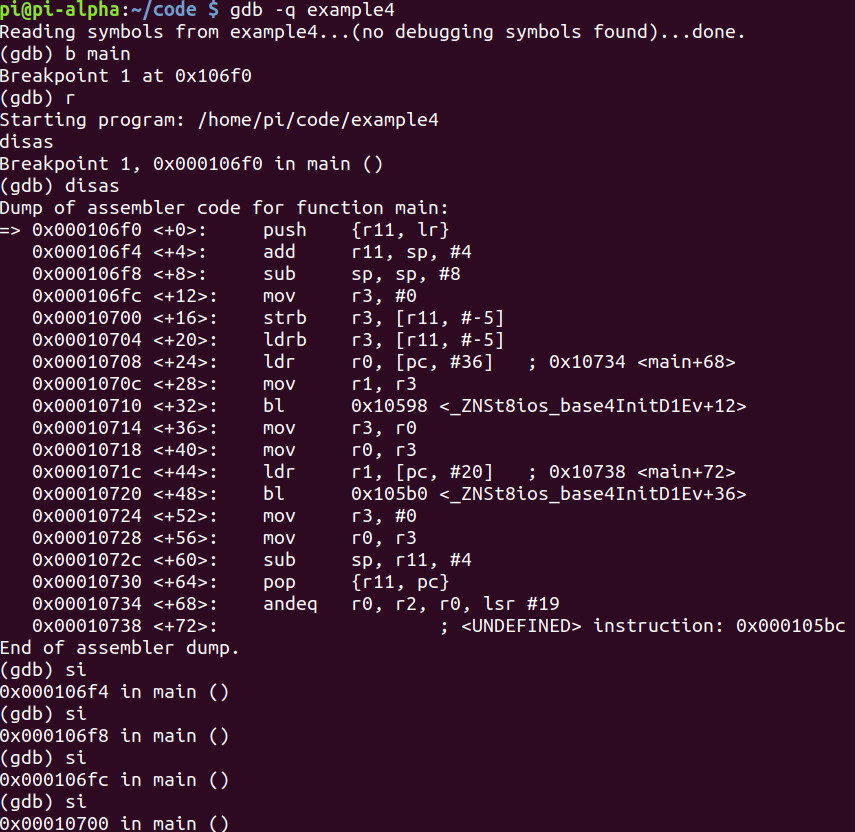 pi@pi-alpha:~/code $ gdb -q example4
Reading symbols from example4...(no debugging symbols found)...done.
(gdb) b main
Breakpoint 1 at 0x106f0
(gdb) r
Starting program: /home/pi/code/example4
disas
Breakpoint 1, 0x000106f0 in main ()
(gdb) disas
Dump of assembler code for function main:
=> 0x000106f0 <+0>:     push    {r11, lr}
   0x000106f4 <+4>:     add     r11, sp, #4
   0x000106f8 <+8>:     sub     sp, sp, #8
   0x000106fc <+12>:    mov     r3, #0
   0x00010700 <+16>:    strb    r3, [r11, #-5]
   0x00010704 <+20>:    ldrb    r3, [r11, #-5]
   0x00010708 <+24>:    ldr     r0, [pc, #36]   ; 0x10734 <main+68>
   0x0001070c <+28>:    mov     r1, r3
   0x00010710 <+32>:    bl      0x10598 <_ZNSt8ios_base4InitD1Ev+12>
   0x00010714 <+36>:    mov     r3, r0
   0x00010718 <+40>:    mov     r0, r3
   0x0001071c <+44>:    ldr     r1, [pc, #20]   ; 0x10738 <main+72>
   0x00010720 <+48>:    bl      0x105b0 <_ZNSt8ios_base4InitD1Ev+36>
   0x00010724 <+52>:    mov     r3, #0
   0x00010728 <+56>:    mov     r0, r3
   0x0001072c <+60>:    sub     sp, r11, #4
   0x00010730 <+64>:    pop     {r11, pc}
   0x00010734 <+68>:    andeq   r0, r2, r0, lsr #19
   0x00010738 <+72>:                    ; <UNDEFINED> instruction: 0x000105bc
End of assembler dump.
(gdb) si
0x000106f4 in main ()
(gdb) si
0x000106f8 in main ()
(gdb) si
0x000106fc in main ()
(gdb) si
0x00010700 in main ()